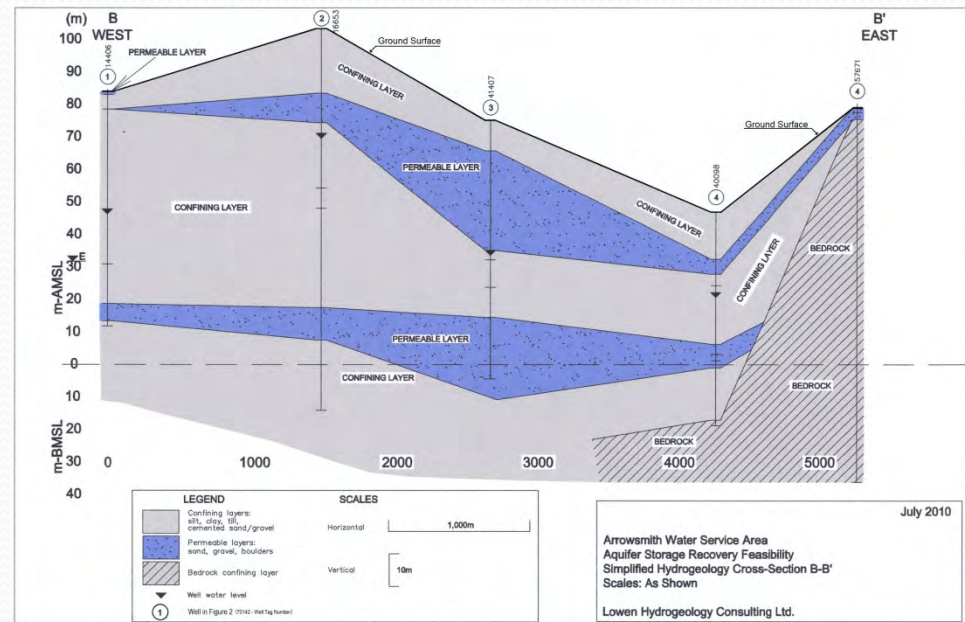 (m)
B
WEST
B'
EAST
100
90
80
70
60
50
40
30
20
10
0
10
20
30
40
m-AMSL
m-BMSL
1
14406
PERMEABLE LAYER
2
16653
Ground Surface
CONFINING LAYER
3
41407
PERMEABLE LAYER
CONFINING LAYER
CONFINING LAYER
4
40098
4
57671
Ground Surface
CONFINING LAYER
BEDROCK
PERMEABLE LAYER
CONFINING LAYER
BEDROCK
BEDROCK
0 1000 2000 3000 4000 5000
LEGEND
Confining layers:
silt, clay, till,
cemented sand/gravel
Permeable layers:
sand, gravel, boulders
Bedrock confining layer
Well water level
1 Well in Figure 2 (70142 - Well Tag Number)
SCALES
Horizontal 1,000m
Vertical 10m
July 2010
Arrowsmith Water Service Area
Aquifer Storage Recovery Feasibility
Simplified Hydrogeology Cross-Section B-B'
Scales: As Shown
Lowen Hydrogeology Consulting Ltd.